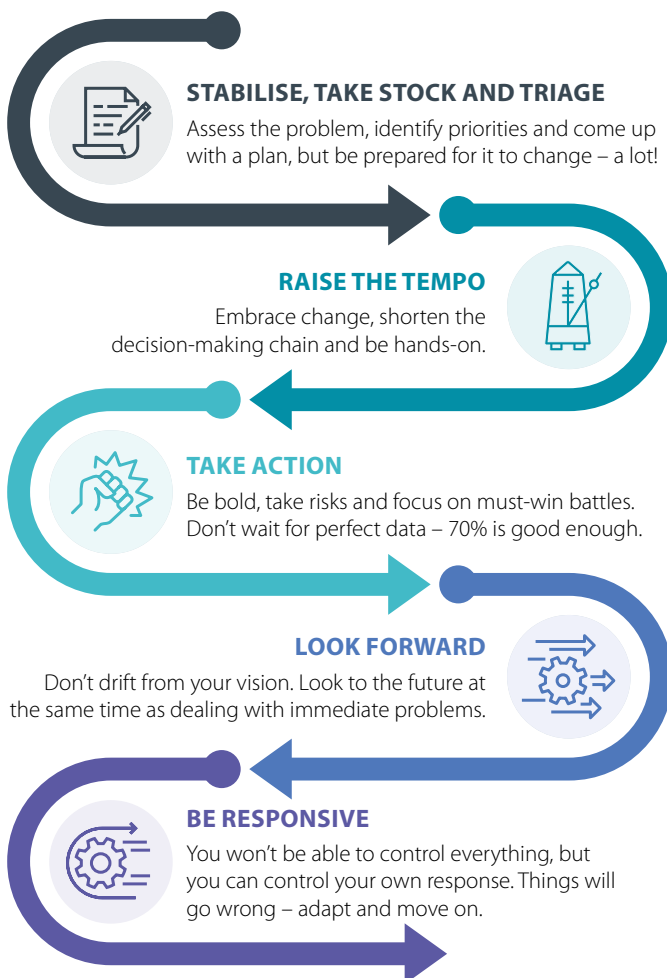 STABILISE, TAKE STOCK AND TRIAGE
Assess the problem, identify priorities and come up
with a plan, but be prepared for it to change – a lot!
RAISE THE TEMPO
Embrace change, shorten the
decision-making chain and be hands-on.
TAKE ACTION
Be bold, take risks and focus on must-win battles.
Don’t wait for perfect data – 70% is good enough.
LOOK FORWARD
Don’t drift from your vision. Look to the future at
the same time as dealing with immediate problems.
BE RESPONSIVE
You won’t be able to control everything, but
you can control your own response. Things will
go wrong – adapt and move on.